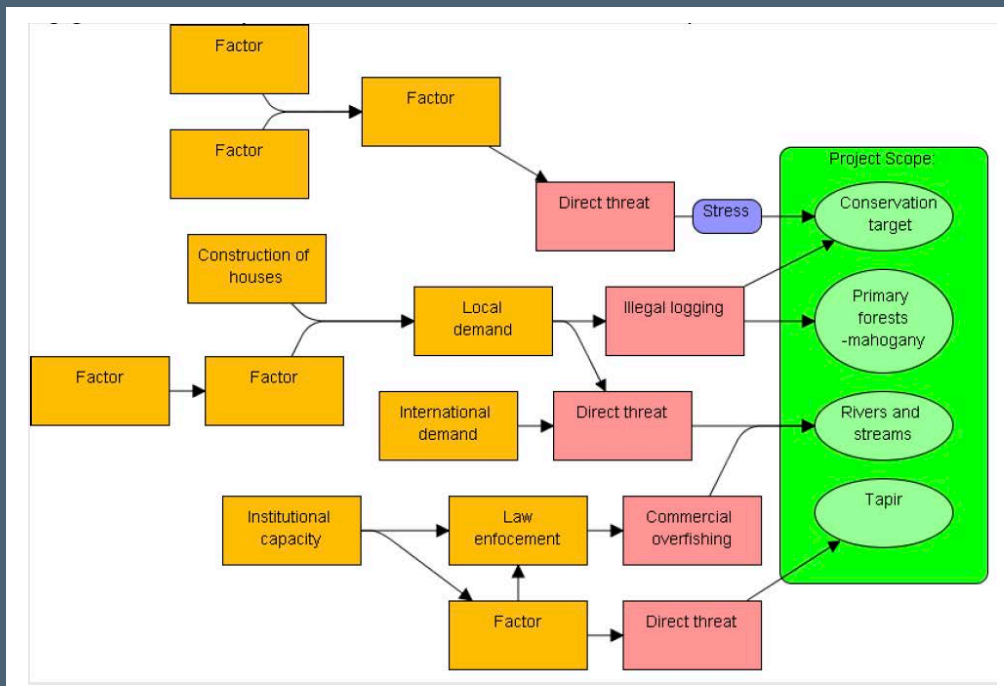 Factor
Factor
Factor
Direct threat
Stress
Project Scope:
Conservation
target
Construction of
houses
Local
demand
Illegal logging
Primary
forests
-mahogany
Factor
Factor
International
demand
Direct threat
Rivers and
streams
Institutional
capacity
Law
enfocement
Commercial
overfishing
Tapir
Factor
Direct threat